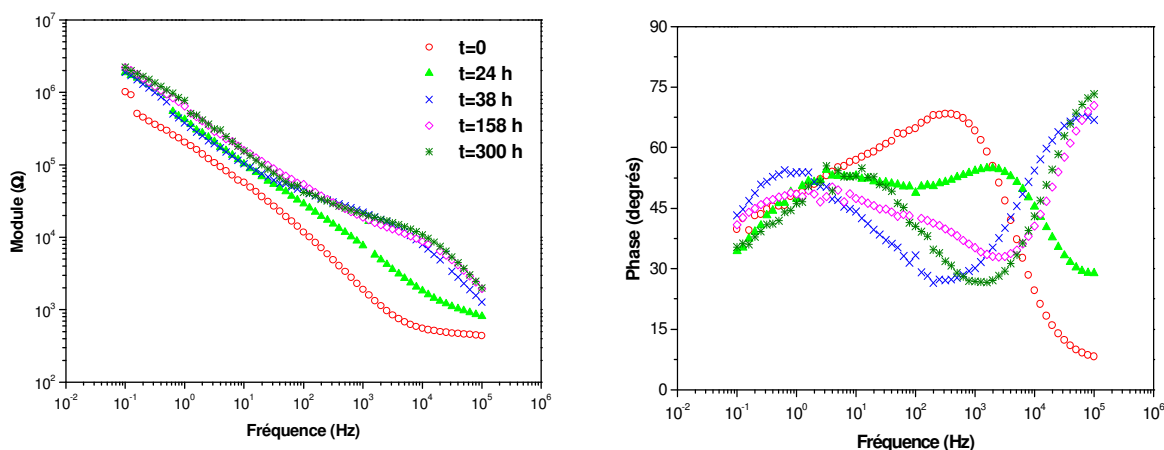 10^7
10^6
10^5
10^4
10^3
10^2
Module (Ω)
t=0
t=24 h
t=38 h
t=158 h
t=300 h
10^-2 10^-1 10^0 10^1 10^2 10^3 10^4 10^5 10^6
Fréquence (Hz)
90
75
60
45
30
15
0
Phase (degrés)
10^-2 10^-1 10^0 10^1 10^2 10^3 10^4 10^5 10^6
Fréquence (Hz)